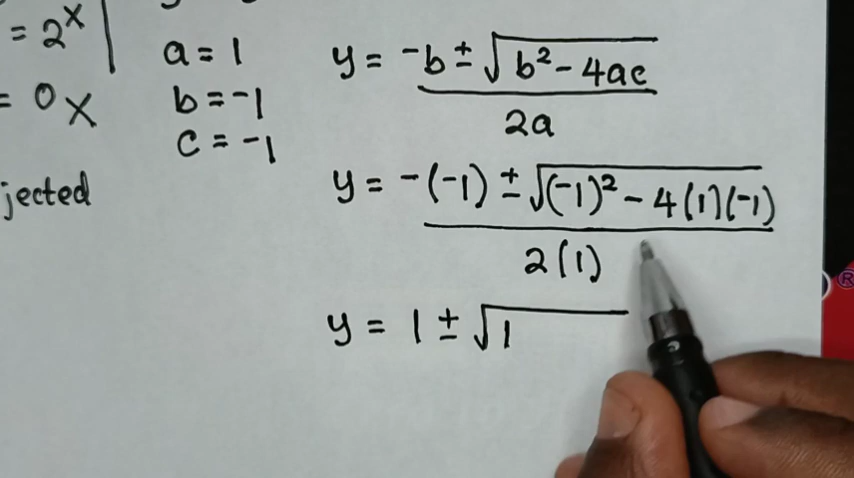 = 2^x
= 0 x
jected
a = 1
b = -1
c = -1
y = -b ± √(b² - 4ac)
2a
y = -(-1) ± √((-1)² - 4(1)(-1))
2(1)
y = 1 ± √1
®